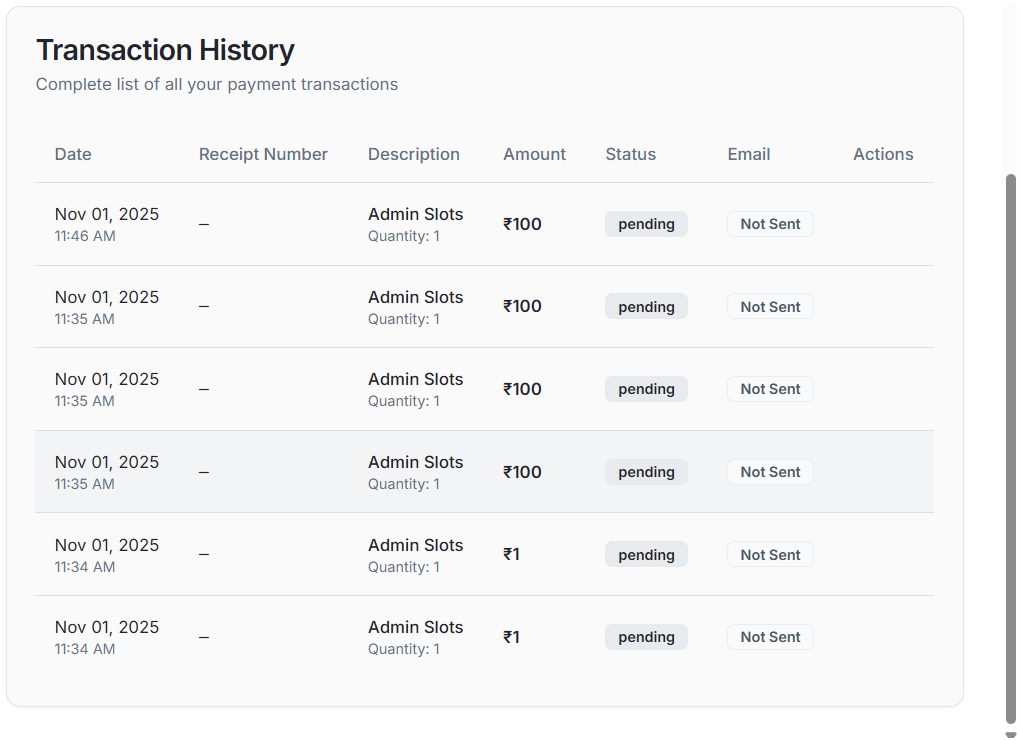 Transaction History
Complete list of all your payment transactions
Date Receipt Number Description Amount Status Email Actions
Nov 01, 2025 Admin Slots
11:46 AM – Quantity: 1 ₹100 pending Not Sent
Nov 01, 2025 Admin Slots
11:35 AM – Quantity: 1 ₹100 pending Not Sent
Nov 01, 2025 Admin Slots
11:35 AM – Quantity: 1 ₹100 pending Not Sent
Nov 01, 2025 Admin Slots
11:35 AM – Quantity: 1 ₹100 pending Not Sent
Nov 01, 2025 Admin Slots
11:34 AM – Quantity: 1 ₹1 pending Not Sent
Nov 01, 2025 Admin Slots
11:34 AM – Quantity: 1 ₹1 pending Not Sent